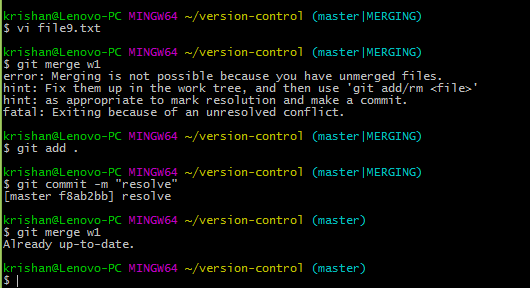 krishan@Lenovo-PC MINGW64 ~/version-control (master|MERGING)
$ vi file9.txt
krishan@Lenovo-PC MINGW64 ~/version-control (master|MERGING)
$ git merge w1
error: Merging is not possible because you have unmerged files.
hint: Fix them up in the work tree, and then use 'git add/rm <file>'
hint: as appropriate to mark resolution and make a commit.
fatal: Exiting because of an unresolved conflict.
krishan@Lenovo-PC MINGW64 ~/version-control (master|MERGING)
$ git add .
krishan@Lenovo-PC MINGW64 ~/version-control (master|MERGING)
$ git commit -m "resolve"
[master f8ab2bb] resolve
krishan@Lenovo-PC MINGW64 ~/version-control (master)
$ git merge w1
Already up-to-date.
krishan@Lenovo-PC MINGW64 ~/version-control (master)
$